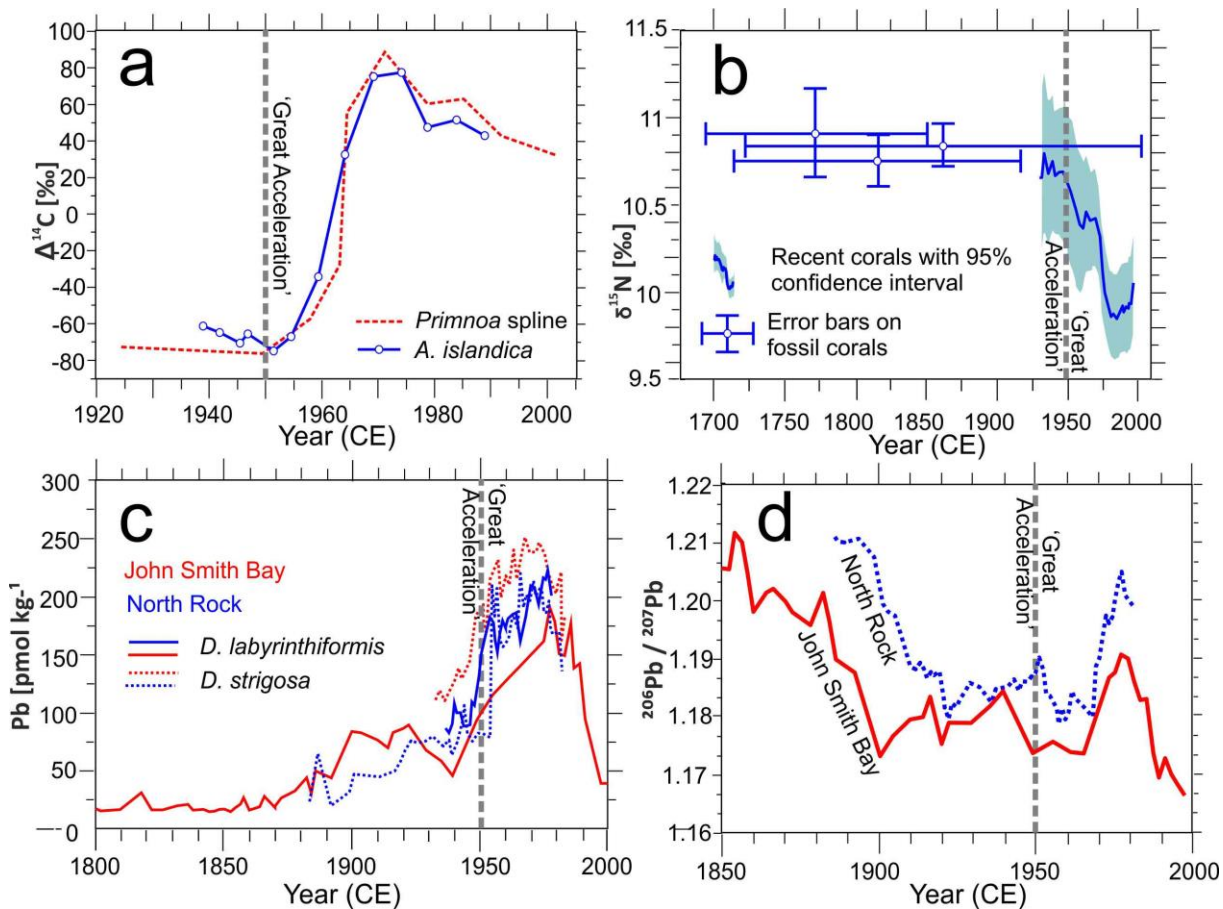 a
100
80
60
40
20
0
-20
-40
-60
-80
Δ¹⁴C [‰]
'Great Acceleration'
Primnoa spline
A. islandica
1920 1940 1960 1980 2000
Year (CE)
b
11.5
11
10.5
10
9.5
δ¹⁵N [‰]
'Great
Acceleration'
Recent corals with 95%
confidence interval
Error bars on
fossil corals
1700 1750 1800 1850 1900 1950 2000
Year (CE)
c
300
250
200
150
100
50
0
Pb [pmol kg⁻¹
'Great
Acceleration'
John Smith Bay
North Rock
D. labyrinthiformis
D. strigosa
1800 1850 1900 1950 2000
Year (CE)
d
1.22
1.21
1.20
1.19
1.18
1.17
1.16
²⁰⁶Pb / ²⁰⁷Pb
'Great
Acceleration'
North Rock
John Smith Bay
1850 1900 1950 2000
Year (CE)